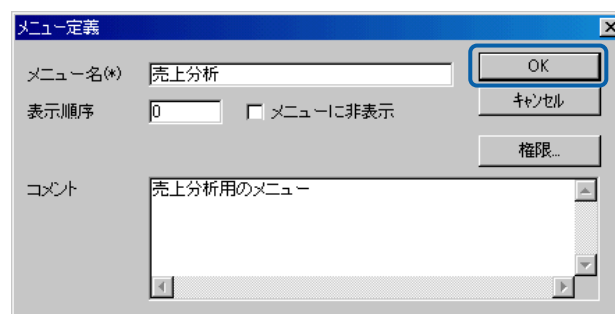 メニュー定義
メニュー名(*)
売上分析
OK
表示順序
0
メニューに非表示
キャンセル
権限...
コメント
売上分析用のメニュー